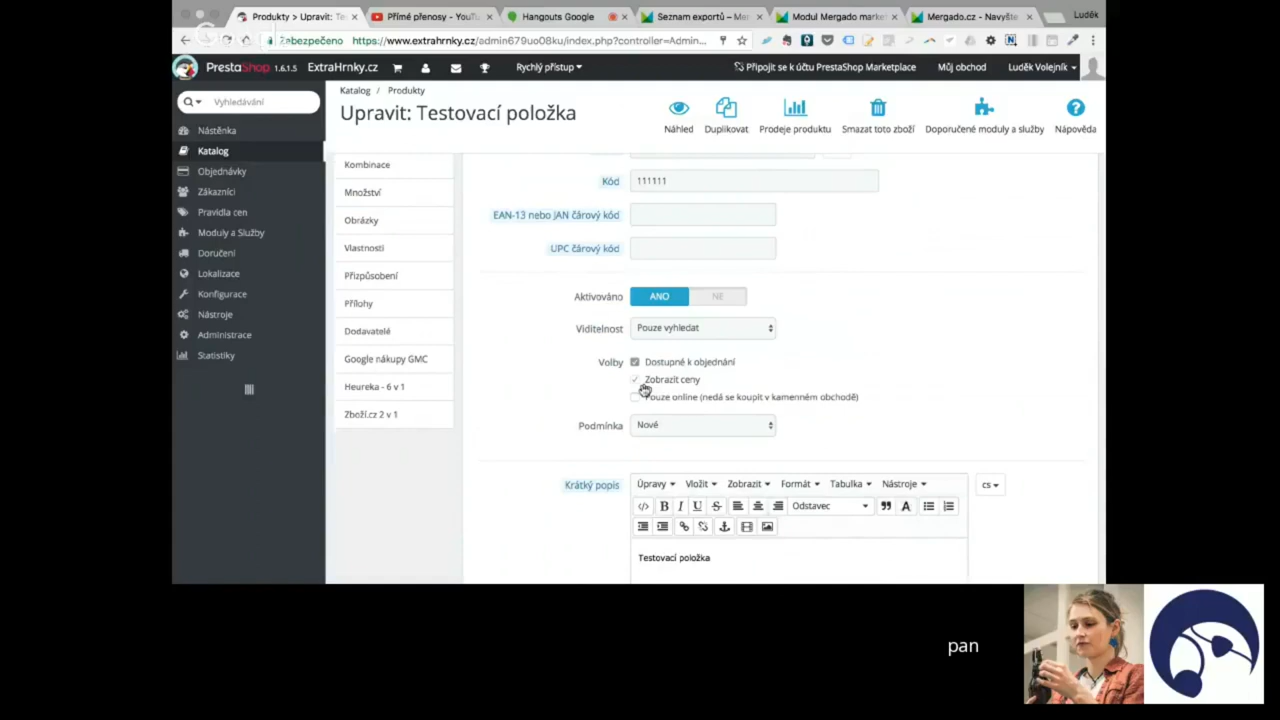 Produkty > Upravit: Tes
Přímé přenosy - YouTu
Hangouts Google
Seznam exportů – Mer
Modul Mergado market
Mergado.cz - Navyšte
Luděk
Zabezpečeno
https://www.extrahrnky.cz/admin679uo08ku/index.php?controller=Admin...
PrestaShop 1.6.1.5
ExtraHrnky.cz
Rychlý přístup
Připojit se k účtu PrestaShop Marketplace
Můj obchod
Luděk Volejník
Vyhledávání
Nástěnka
Katalog
Objednávky
Zákazníci
Pravidla cen
Moduly a Služby
Doručení
Lokalizace
Konfigurace
Nástroje
Administrace
Statistiky
Katalog / Produkty
Upravit: Testovací položka
Náhled
Duplikovat
Prodeje produktu
Smazat toto zboží
Doporučené moduly a služby
Nápověda
Kombinace
Množství
Obrázky
Vlastnosti
Přizpůsobení
Přílohy
Dodavatelé
Google nákupy GMC
Heureka - 6 v 1
Zboží.cz 2 v 1
Kód 111111
EAN-13 nebo JAN čárový kód
UPC čárový kód
Aktivováno ANO NE
Viditelnost Pouze vyhledat
Volby Dostupné k objednání
Zobrazit ceny
Pouze online (nedá se koupit v kamenném obchodě)
Podmínka Nové
Krátký popis
Úpravy Vložit Zobrazit Formát Tabulka Nástroje
cs
B I U S Odstavec A
Testovací položka
pan